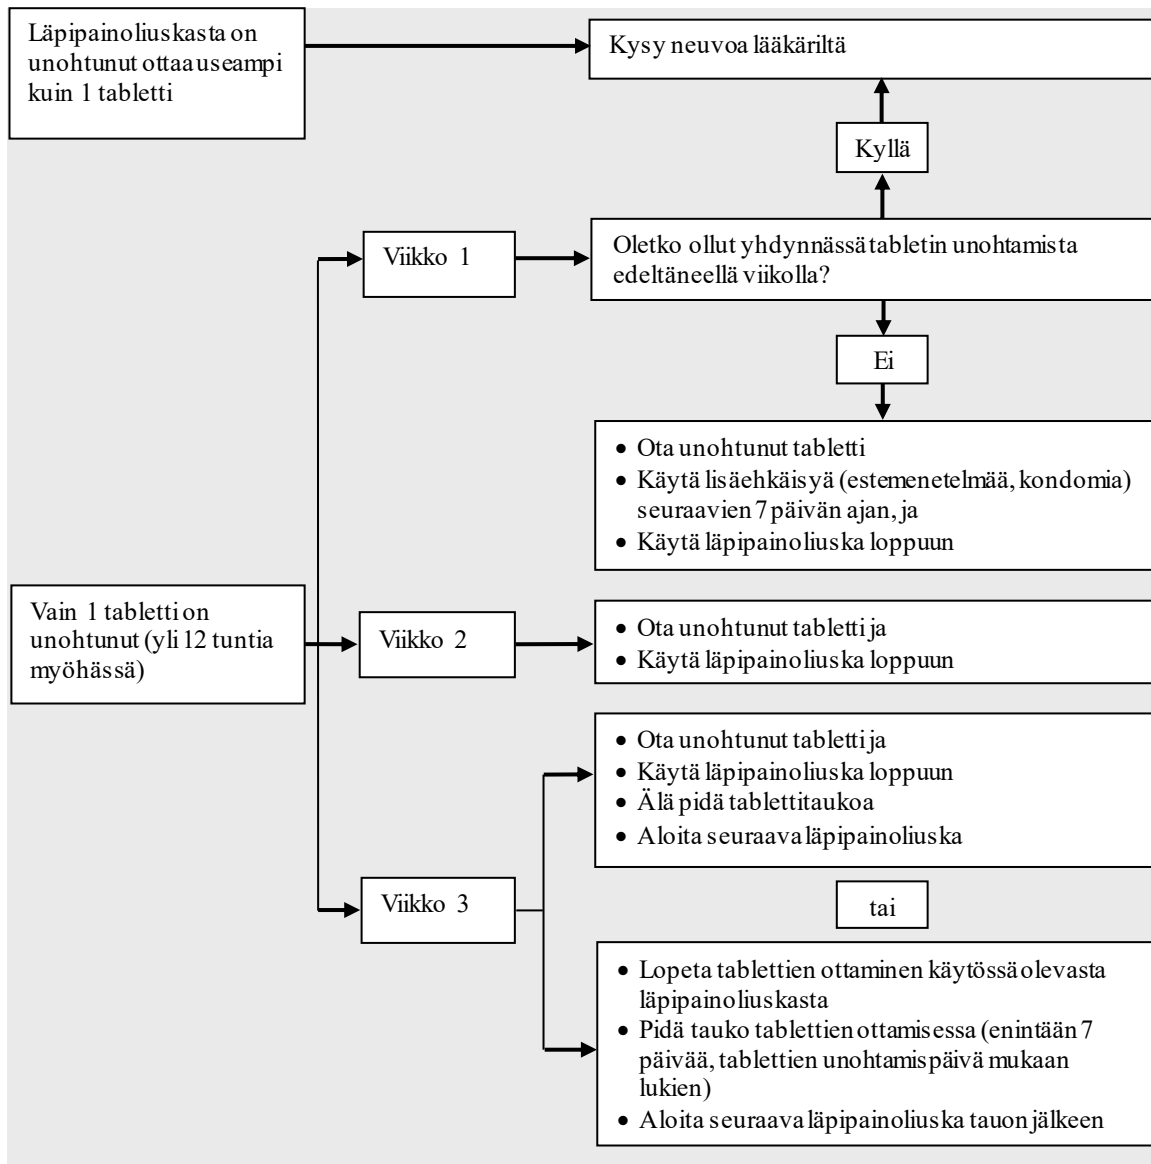 Läpipainoliuskasta on
unohtunut ottaa useampi
kuin 1 tabletti
Kysy neuvoa lääkäriltä
Kyllä
Viikko 1
Oletko ollut yhdynnässä tabletin unohtamista
edeltäneellä viikolla?
Ei
• Ota unohtunut tabletti
• Käytä lisäehkäisyä (estemenetelmää, kondomia)
seuraavien 7 päivän ajan, ja
• Käytä läpipainoliuska loppuun
Vain 1 tabletti on
unohtunut (yli 12 tuntia
myöhässä)
Viikko 2
• Ota unohtunut tabletti ja
• Käytä läpipainoliuska loppuun
• Ota unohtunut tabletti ja
• Käytä läpipainoliuska loppuun
• Älä pidä tablettitaukoa
• Aloita seuraava läpipainoliuska
Viikko 3
tai
• Lopeta tablettien ottaminen käytössä olevasta
läpipainoliuskasta
• Pidä tauko tablettien ottamisessa (enintään 7
päivää, tablettien unohtamispäivä mukaan
lukien)
• Aloita seuraava läpipainoliuska tauon jälkeen